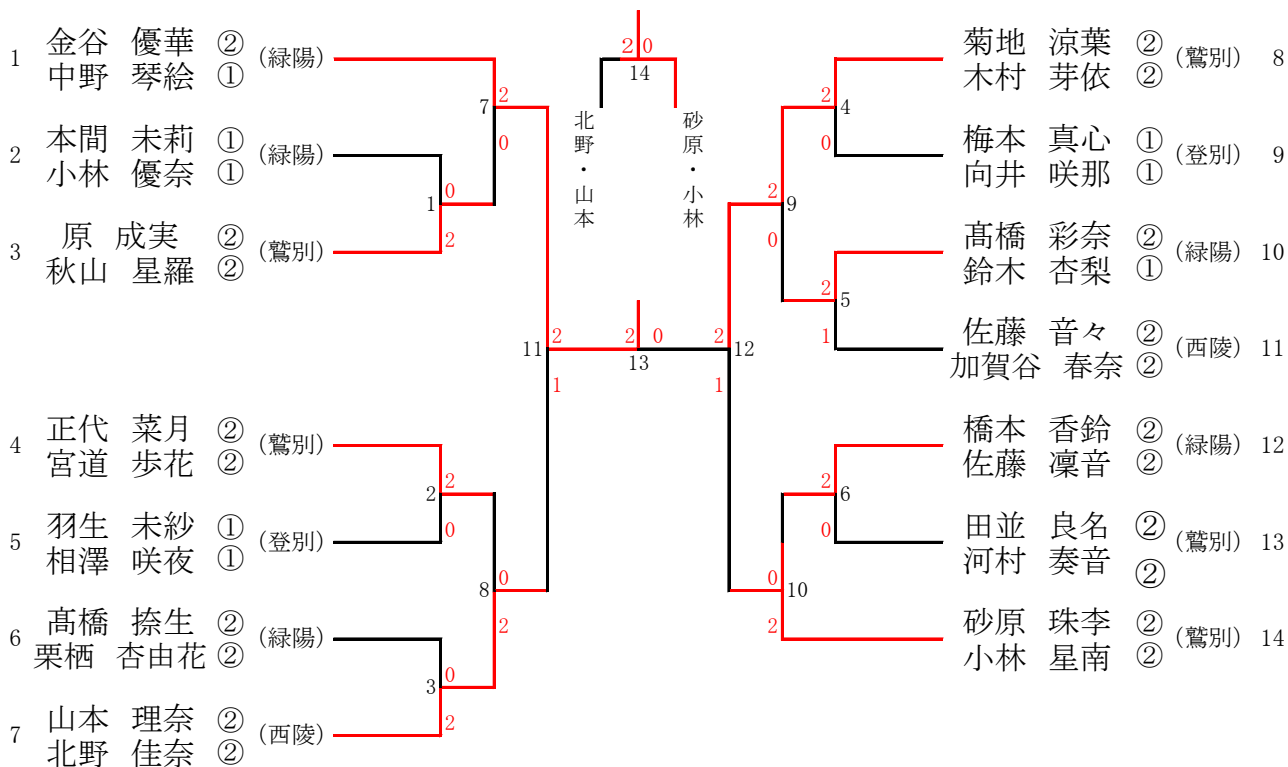 1 金谷 優華 ② (緑陽)
中野 琴絵 ①
2 本間 未莉 ① (緑陽)
小林 優奈 ①
3 原 成実 ② (鷲別)
秋山 星羅 ②
4 正代 菜月 ② (鷲別)
宮道 歩花 ②
5 羽生 未紗 ① (登別)
相澤 咲夜 ①
6 髙橋 捺生 ② (緑陽)
栗栖 杏由花 ②
7 山本 理奈 ② (西陵)
北野 佳奈 ②
7
2
0
1
0
2
11
2
1
2
2
0
8
0
2
3
0
2
2 0
14
北野・山本
砂原・小林
2 0
13
2
4
0
2
9
0
2
5
1
2
12
1
2
6
0
0
10
2
菊地 涼葉 ② (鷲別) 8
木村 芽依 ②
梅本 真心 ① (登別) 9
向井 咲那 ①
髙橋 彩奈 ② (緑陽) 10
鈴木 杏梨 ①
佐藤 音々 ② (西陵) 11
加賀谷 春奈 ②
橋本 香鈴 ② (緑陽) 12
佐藤 凜音 ②
田並 良名 ② (鷲別) 13
河村 奏音 ②
砂原 珠李 ② (鷲別) 14
小林 星南 ②